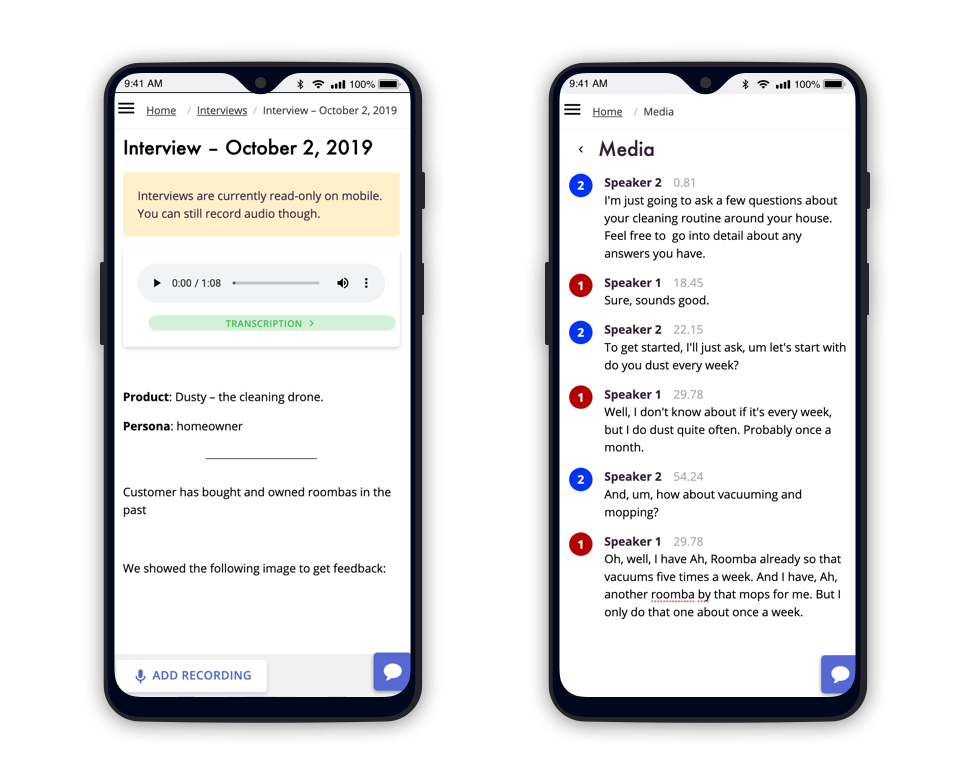 9:41 AM
100%
Home / Interviews / Interview – October 2, 2019
Interview – October 2, 2019
Interviews are currently read-only on mobile.
You can still record audio though.
0:00 / 1:08
TRANSCRIPTION >
Product: Dusty – the cleaning drone.
Persona: homeowner
Customer has bought and owned roombas in the
past
We showed the following image to get feedback:
ADD RECORDING
9:41 AM
100%
Home / Media
< Media
2 Speaker 2 0.81
I'm just going to ask a few questions about
your cleaning routine around your house.
Feel free to  go into detail about any
answers you have.
1 Speaker 1 18.45
Sure, sounds good.
2 Speaker 2 22.15
To get started, I'll just ask, um let's start with
do you dust every week?
1 Speaker 1 29.78
Well, I don't know about if it's every week,
but I do dust quite often. Probably once a
month.
2 Speaker 2 54.24
And, um, how about vacuuming and
mopping?
1 Speaker 1 29.78
Oh, well, I have Ah, Roomba already so that
vacuums five times a week. And I have, Ah,
another roomba by that mops for me. But I
only do that one about once a week.